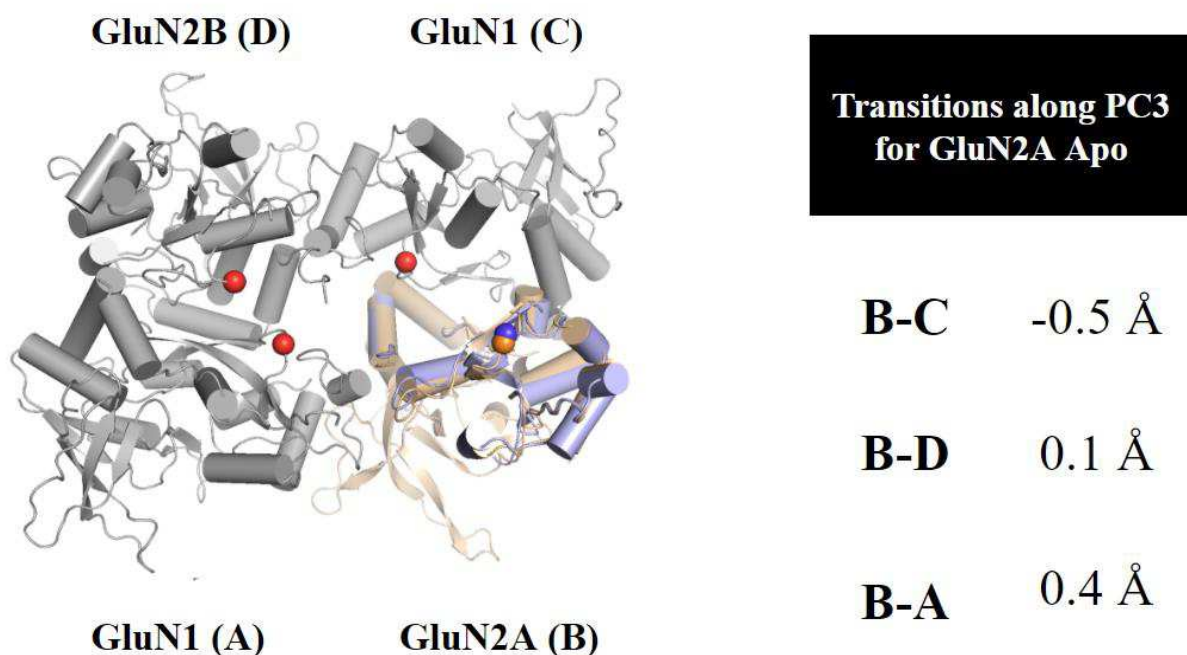 GluN2B (D) GluN1 (C)
Transitions along PC3
for GluN2A Apo
B-C -0.5 Å
B-D 0.1 Å
B-A 0.4 Å
GluN1 (A) GluN2A (B)